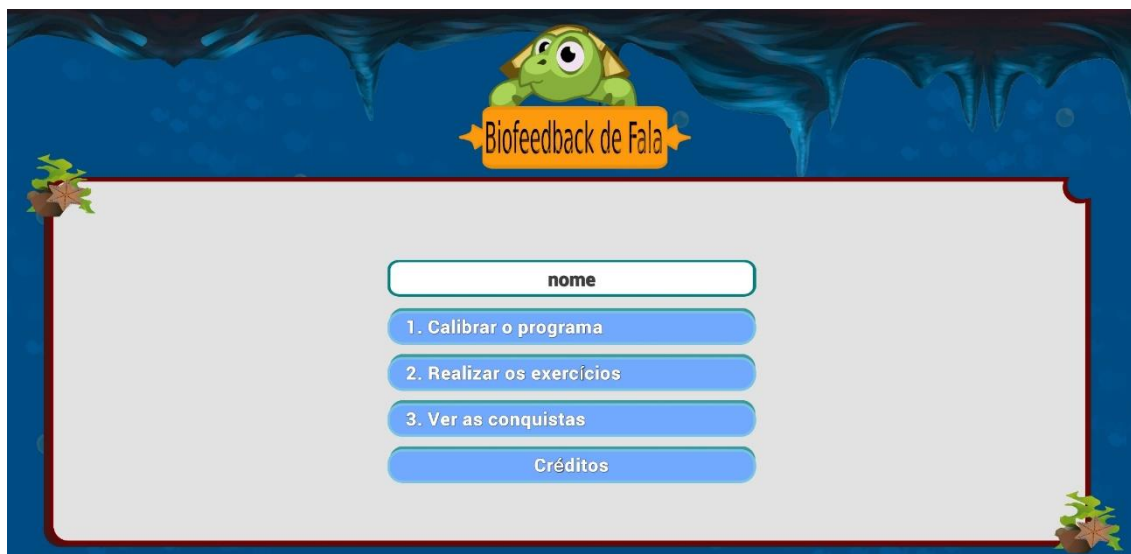 Biofeedback de Fala
nome
1. Calibrar o programa
2. Realizar os exercícios
3. Ver as conquistas
Créditos